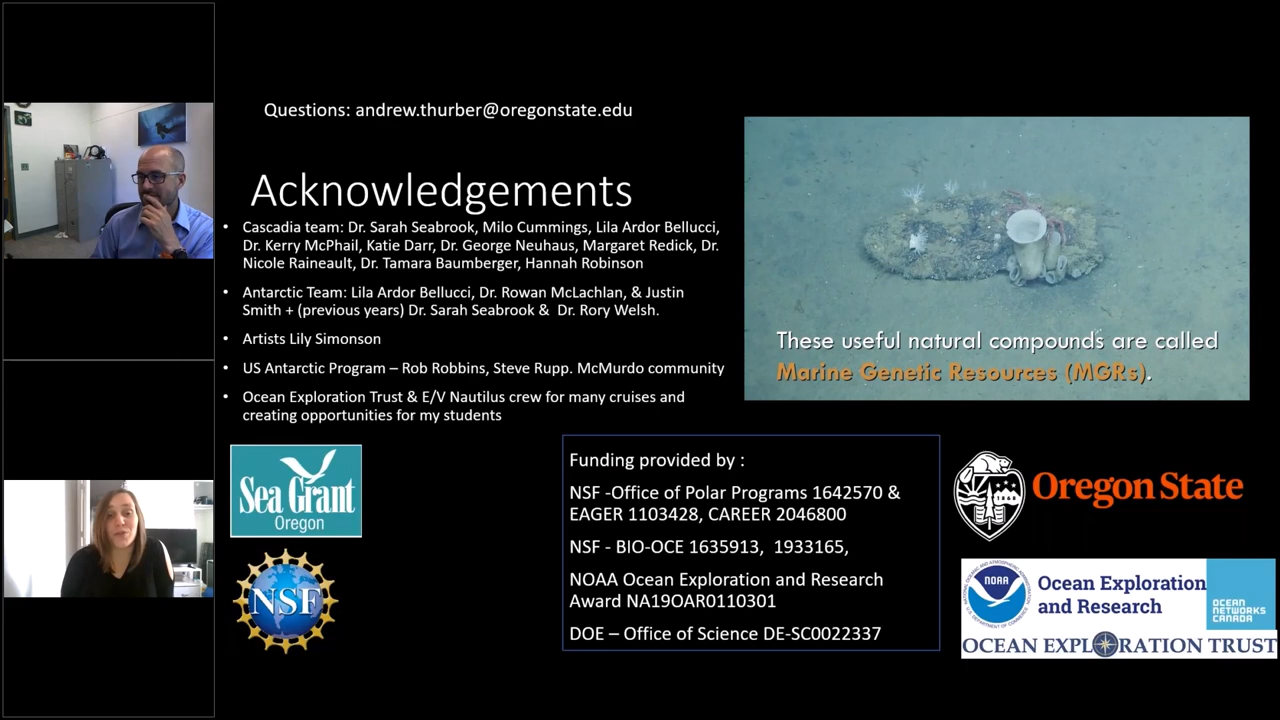 Questions: andrew.thurber@oregonstate.edu
Acknowledgements
• Cascadia team: Dr. Sarah Seabrook, Milo Cummings, Lila Ardor Bellucci,
Dr. Kerry McPhail, Katie Darr, Dr. George Neuhaus, Margaret Redick, Dr.
Nicole Raineault, Dr. Tamara Baumberger, Hannah Robinson
• Antarctic Team: Lila Ardor Bellucci, Dr. Rowan McLachlan, & Justin
Smith + (previous years) Dr. Sarah Seabrook & Dr. Rory Welsh.
• Artists Lily Simonson
• US Antarctic Program – Rob Robbins, Steve Rupp. McMurdo community
• Ocean Exploration Trust & E/V Nautilus crew for many cruises and
creating opportunities for my students
These useful natural compounds are called
Marine Genetic Resources (MGRs).
Sea Grant
Oregon
NSF
Funding provided by :
NSF -Office of Polar Programs 1642570 &
EAGER 1103428, CAREER 2046800
NSF - BIO-OCE 1635913, 1933165,
NOAA Ocean Exploration and Research
Award NA19OAR0110301
DOE – Office of Science DE-SC0022337
Oregon State
NOAA
Ocean Exploration
and Research
OCEAN
NETWORKS
CANADA
OCEAN EXPLORATION TRUST